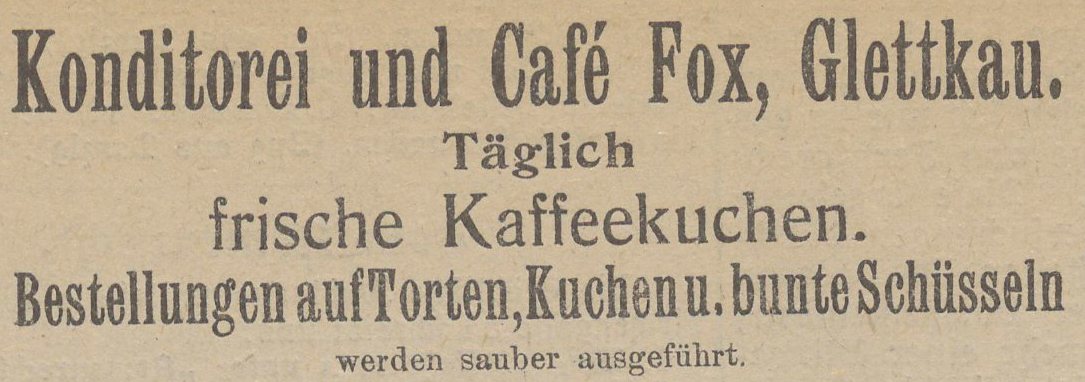 Konditorei und Café Fox, Glettkau.
Täglich
frische Kaffeekuchen.
Bestellungen auf Torten, Kuchen u. bunte Schüsseln
werden sauber ausgeführt.